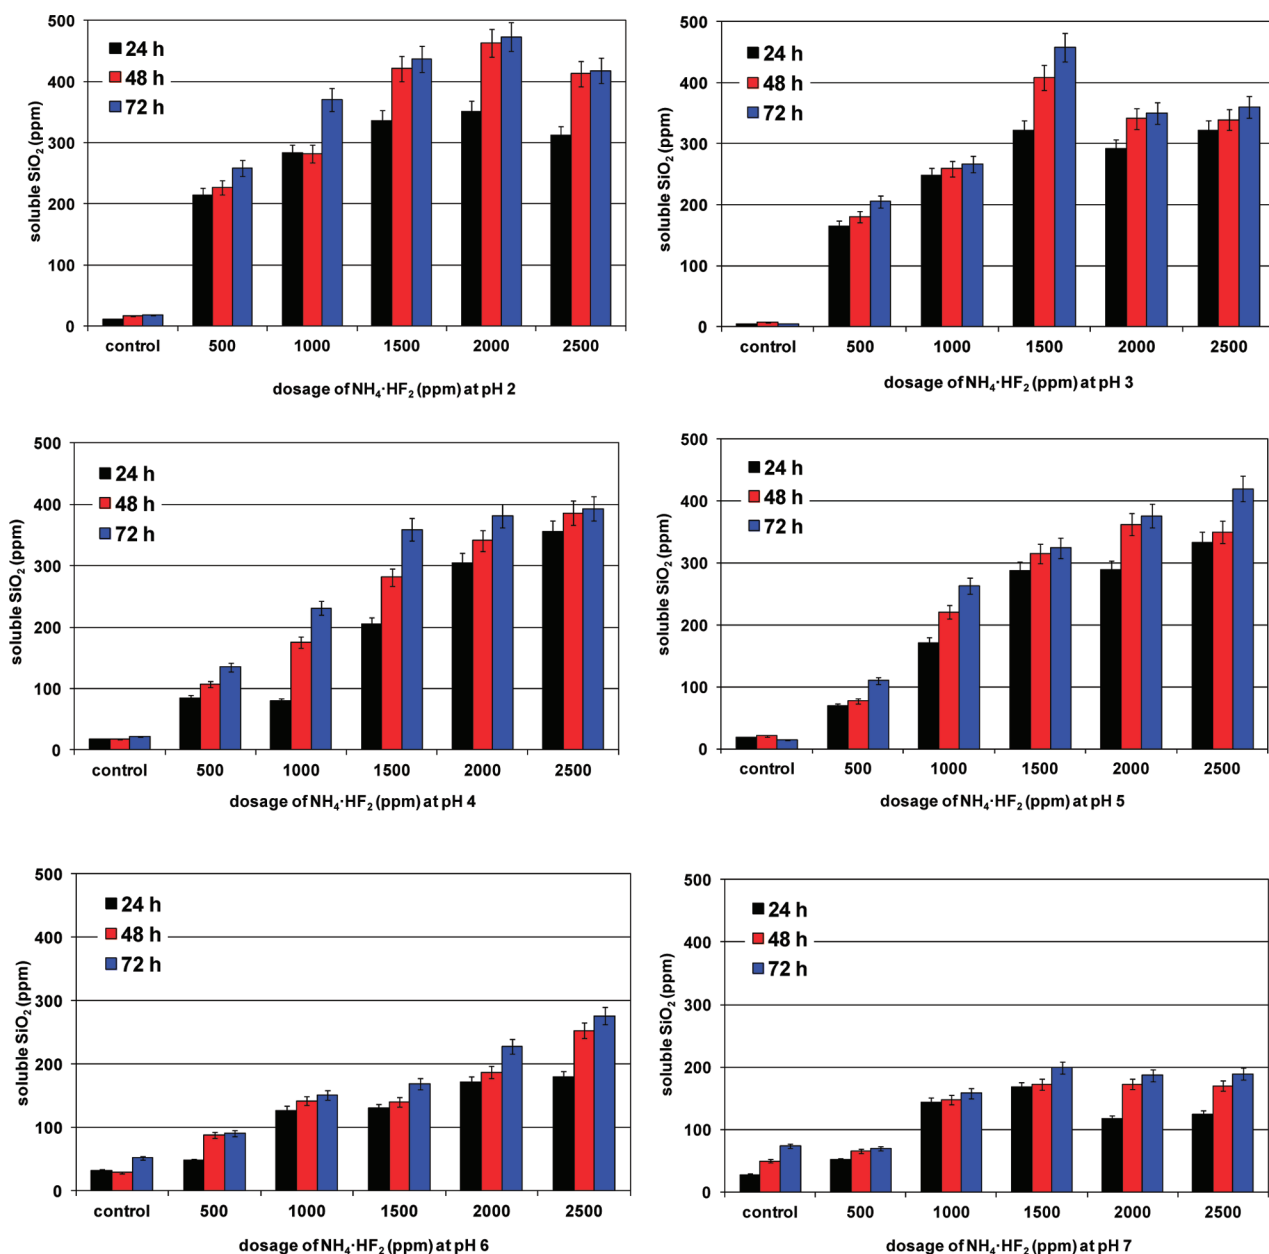 500
400
300
200
100
0
soluble SiO₂ (ppm)
24 h
48 h
72 h
control 500 1000 1500 2000 2500
dosage of NH₄·HF₂ (ppm) at pH 2
500
400
300
200
100
0
soluble SiO₂ (ppm)
24 h
48 h
72 h
control 500 1000 1500 2000 2500
dosage of NH₄·HF₂ (ppm) at pH 3
500
400
300
200
100
0
soluble SiO₂ (ppm)
24 h
48 h
72 h
control 500 1000 1500 2000 2500
dosage of NH₄·HF₂ (ppm) at pH 4
500
400
300
200
100
0
soluble SiO₂ (ppm)
24 h
48 h
72 h
control 500 1000 1500 2000 2500
dosage of NH₄·HF₂ (ppm) at pH 5
500
400
300
200
100
0
soluble SiO₂ (ppm)
24 h
48 h
72 h
control 500 1000 1500 2000 2500
dosage of NH₄·HF₂ (ppm) at pH 6
500
400
300
200
100
0
soluble SiO₂ (ppm)
24 h
48 h
72 h
control 500 1000 1500 2000 2500
dosage of NH₄·HF₂ (ppm) at pH 7